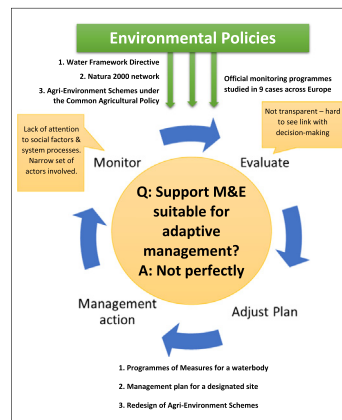 Environmental Policies
1. Water Framework Directive
2. Natura 2000 network
3. Agri-Environment Schemes under
the Common Agricultural Policy
Official monitoring programmes
studied in 9 cases across Europe
Lack of attention
to social factors &
system processes.
Narrow set of
actors involved.
Not transparent – hard
to see link with
decision-making
Monitor
Evaluate
Q: Support M&E
suitable for
adaptive
management?
A: Not perfectly
Management
action
Adjust Plan
1. Programmes of Measures for a waterbody
2. Management plan for a designated site
3. Redesign of Agri-Environment Schemes